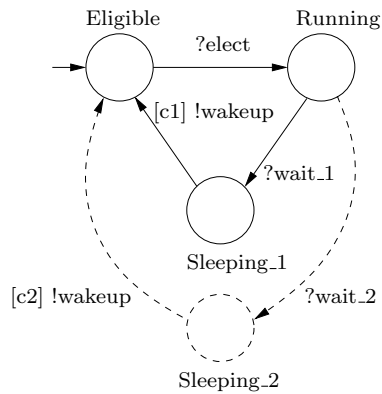 Eligible
Running
?elect
[c1] !wakeup
?wait_1
Sleeping_1
[c2] !wakeup
?wait_2
Sleeping_2